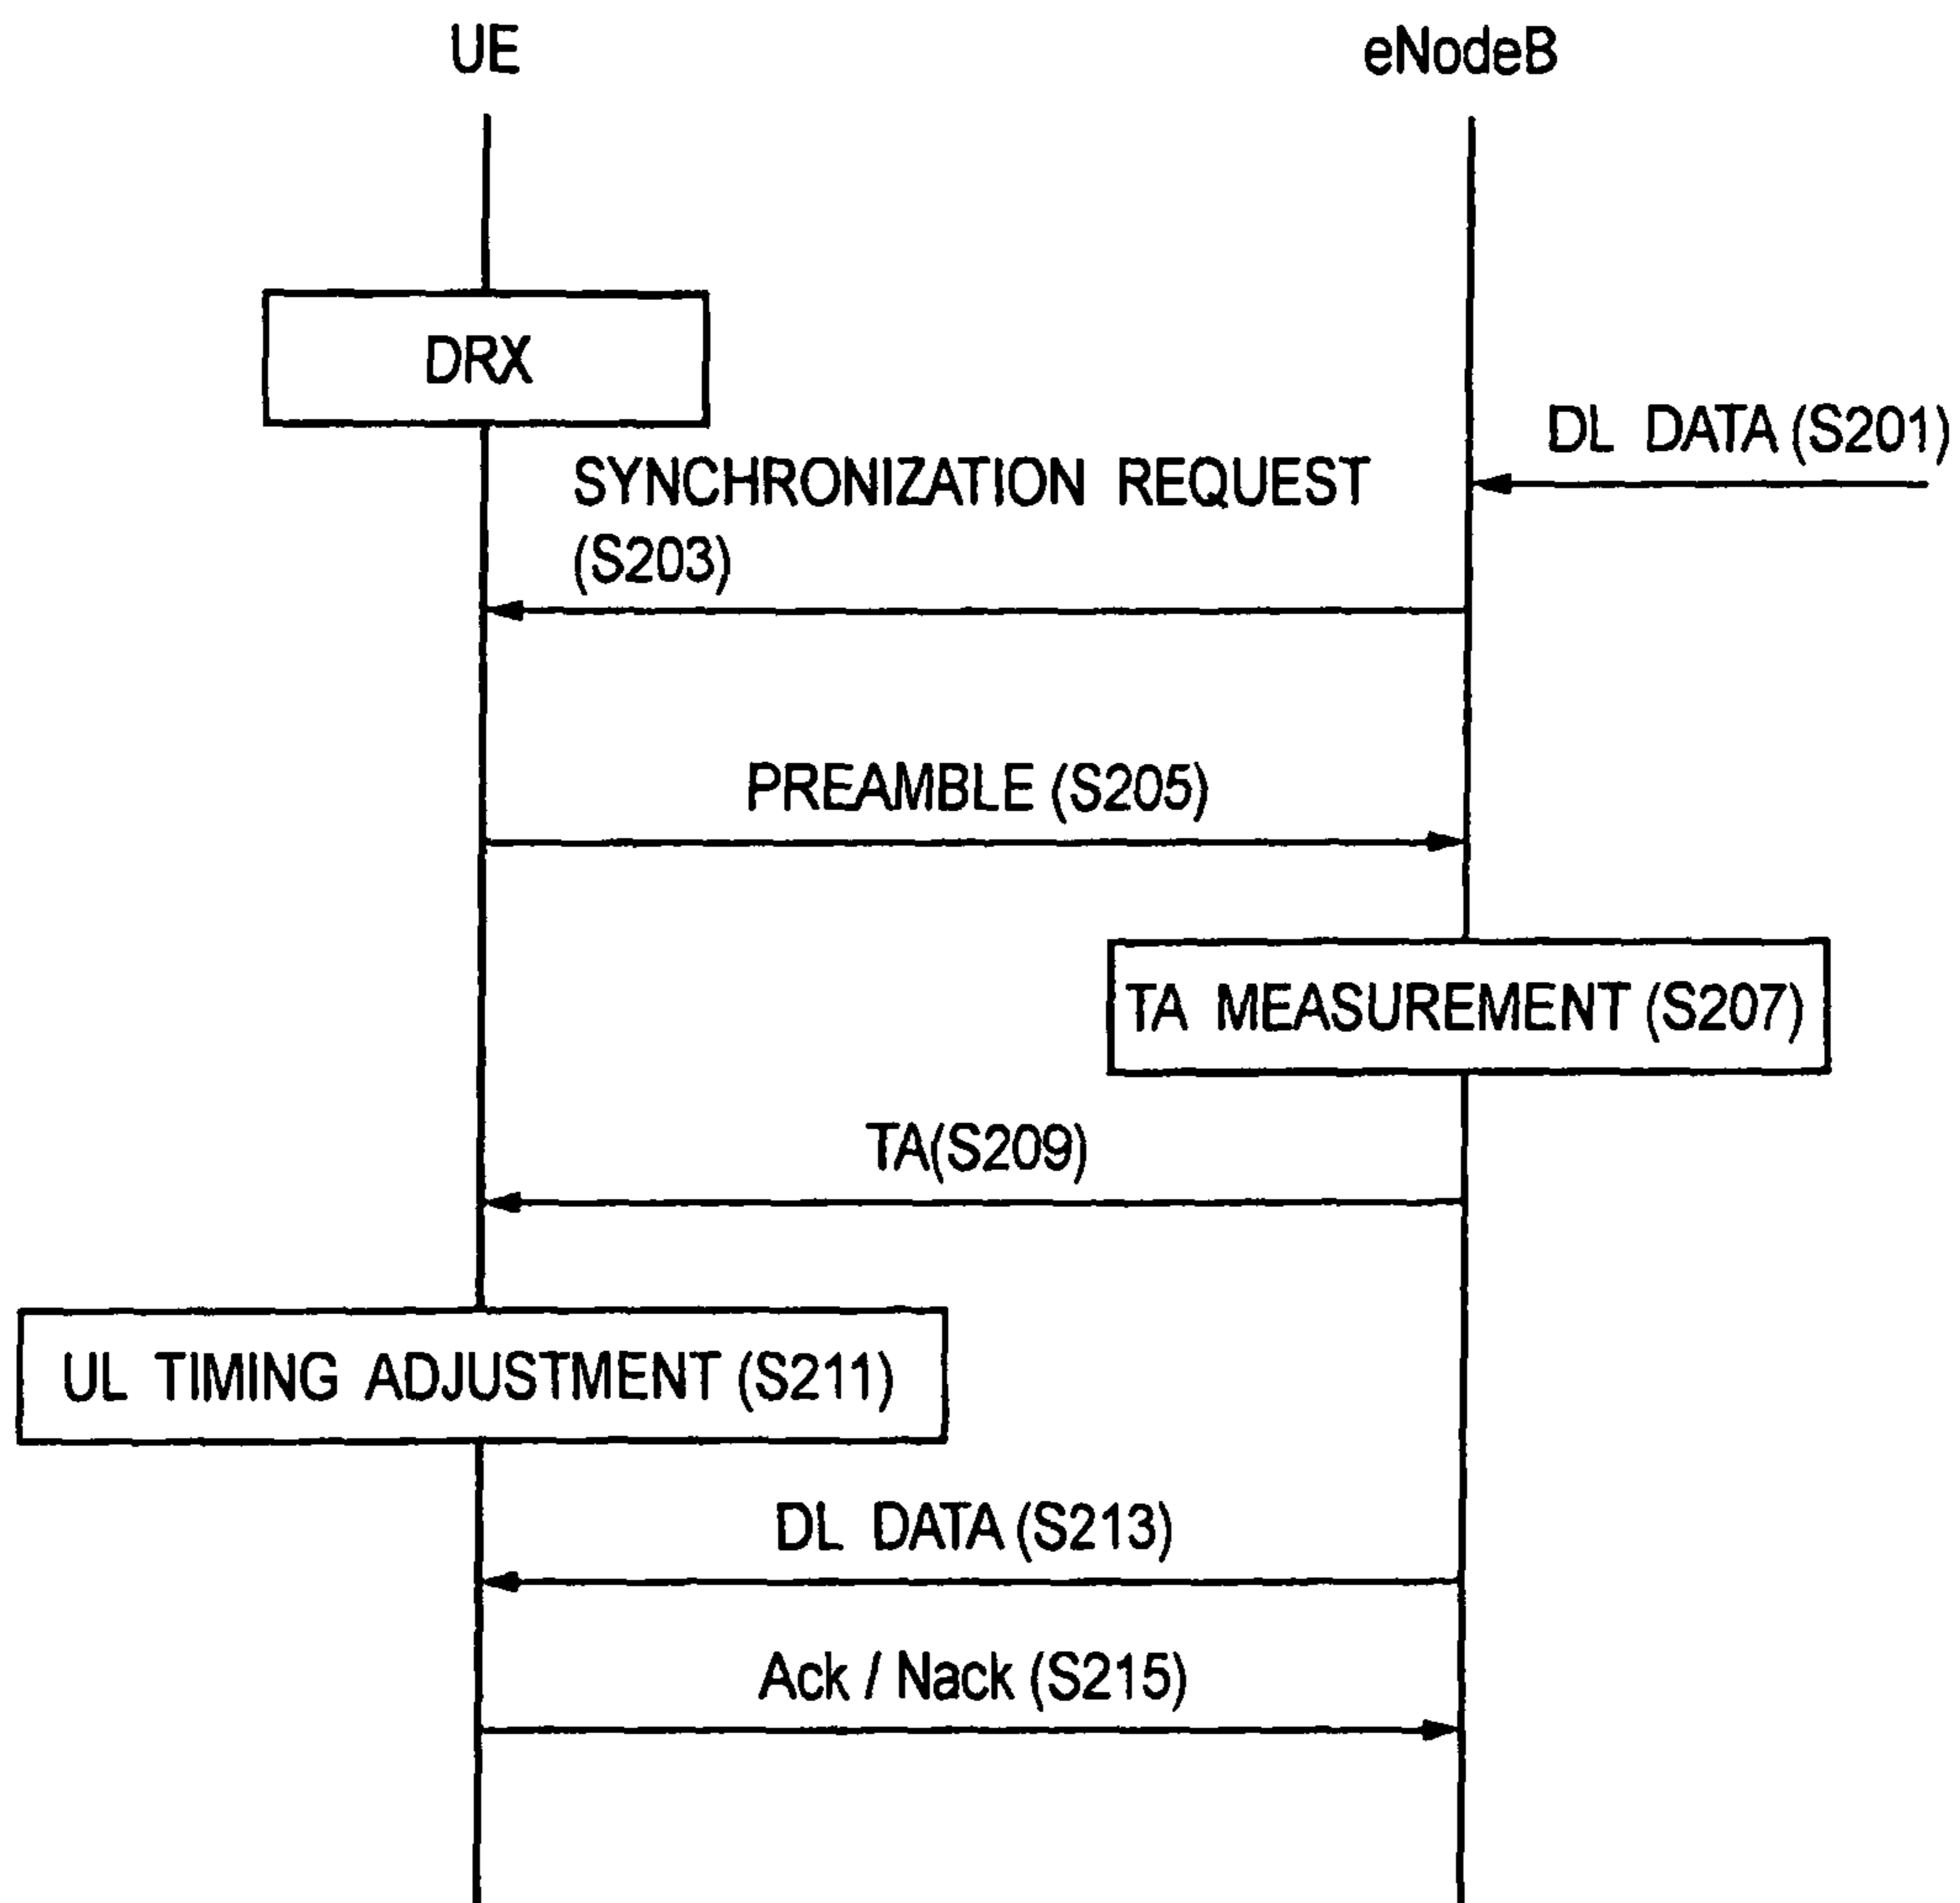 UE
eNodeB
DRX
DL DATA (S201)
SYNCHRONIZATION REQUEST
(S203)
PREAMBLE (S205)
TA MEASUREMENT (S207)
TA(S209)
UL TIMING ADJUSTMENT (S211)
DL DATA (S213)
Ack / Nack (S215)